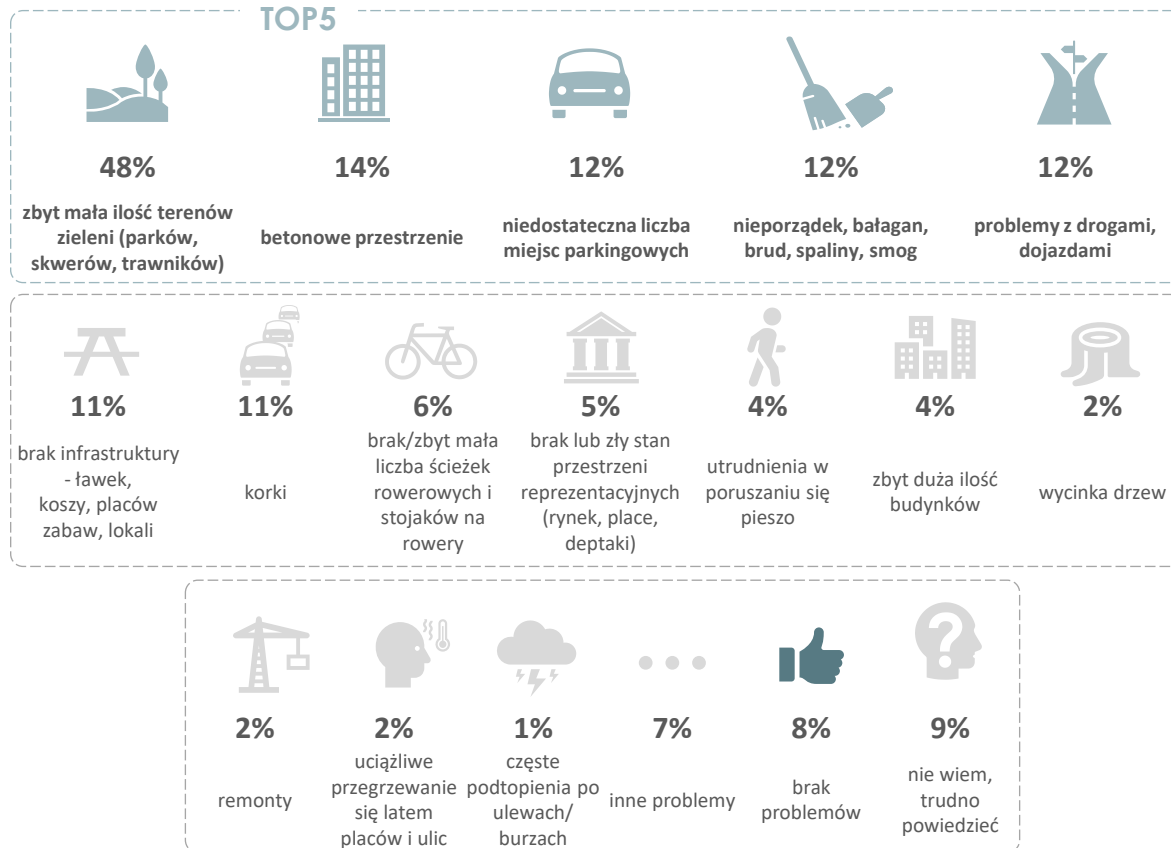 TOP5
48%
zbyt mała ilość terenów
zieleni (parków,
skwerów, trawników)
14%
betonowe przestrzenie
12%
niedostateczna liczba
miejsc parkingowych
12%
nieporządek, bałagan,
brud, spaliny, smog
12%
problemy z drogami,
dojazdami
11%
brak infrastruktury
- ławek,
koszy, placów
zabaw, lokali
11%
korki
6%
brak/zbyt mała
liczba ścieżek
rowerowych i
stojaków na
rowery
5%
brak lub zły stan
przestrzeni
reprezentacyjnych
(rynek, place,
deptaki)
4%
utrudnienia w
poruszaniu się
pieszo
4%
zbyt duża ilość
budynków
2%
wycinka drzew
2%
remonty
2%
uciążliwe
przegrzewanie
się latem
placów i ulic
1%
częste
podtopienia po
ulewach/
burzach
7%
inne problemy
8%
brak
problemów
?
9%
nie wiem,
trudno
powiedzieć